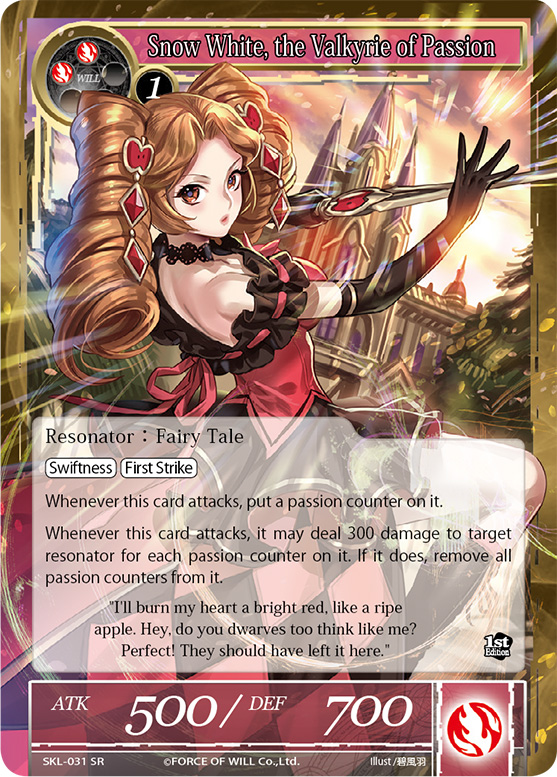 Snow White, the Valkyrie of Passion
WILL
1
Resonator : Fairy Tale
Swiftness First Strike
Whenever this card attacks, put a passion counter on it.
Whenever this card attacks, it may deal 300 damage to target
resonator for each passion counter on it. If it does, remove all
passion counters from it.
"I'll burn my heart a bright red, like a ripe
apple. Hey, do you dwarves too think like me?
Perfect! They should have left it here."
1st
Edition
ATK 500/ DEF 700
SKL-031 SR ©FORCE OF WILL Co.,Ltd. Illust/碧風羽